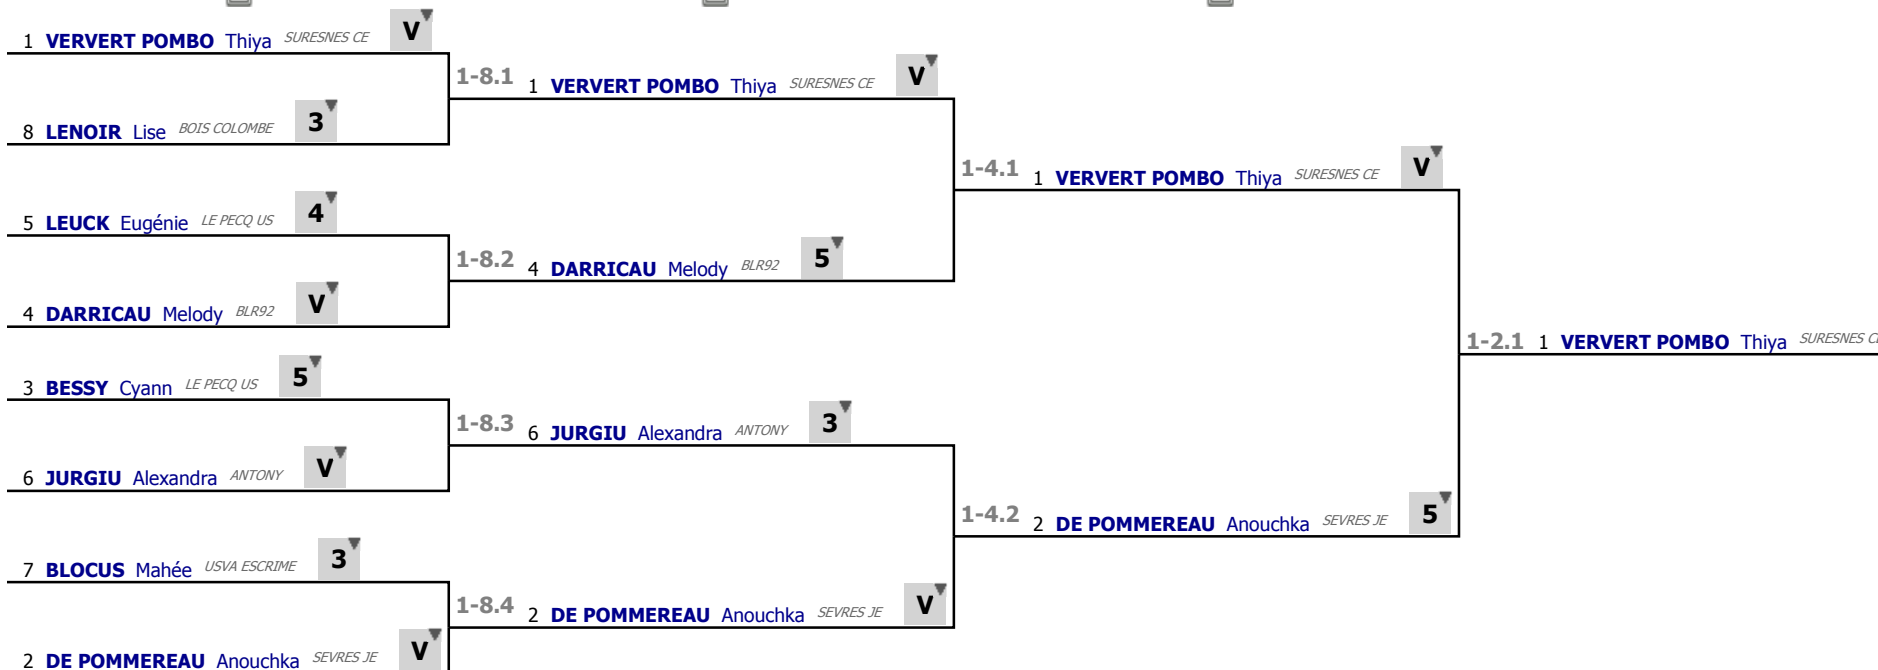 1 VERVERT POMBO Thiya SURESNES CE V
8 LENOIR Lise BOIS COLOMBE 3
5 LEUCK Eugénie LE PECQ US 4
4 DARRICAU Melody BLR92 V
3 BESSY Cyann LE PECQ US 5
6 JURGIU Alexandra ANTONY V
7 BLOCUS Mahée USVA ESCRIME 3
2 DE POMMEREAU Anouchka SEVRES JE V
1-8.1 1 VERVERT POMBO Thiya SURESNES CE V
1-8.2 4 DARRICAU Melody BLR92 5
1-8.3 6 JURGIU Alexandra ANTONY 3
1-8.4 2 DE POMMEREAU Anouchka SEVRES JE V
1-4.1 1 VERVERT POMBO Thiya SURESNES CE V
1-4.2 2 DE POMMEREAU Anouchka SEVRES JE 5
1-2.1 1 VERVERT POMBO Thiya SURESNES CE